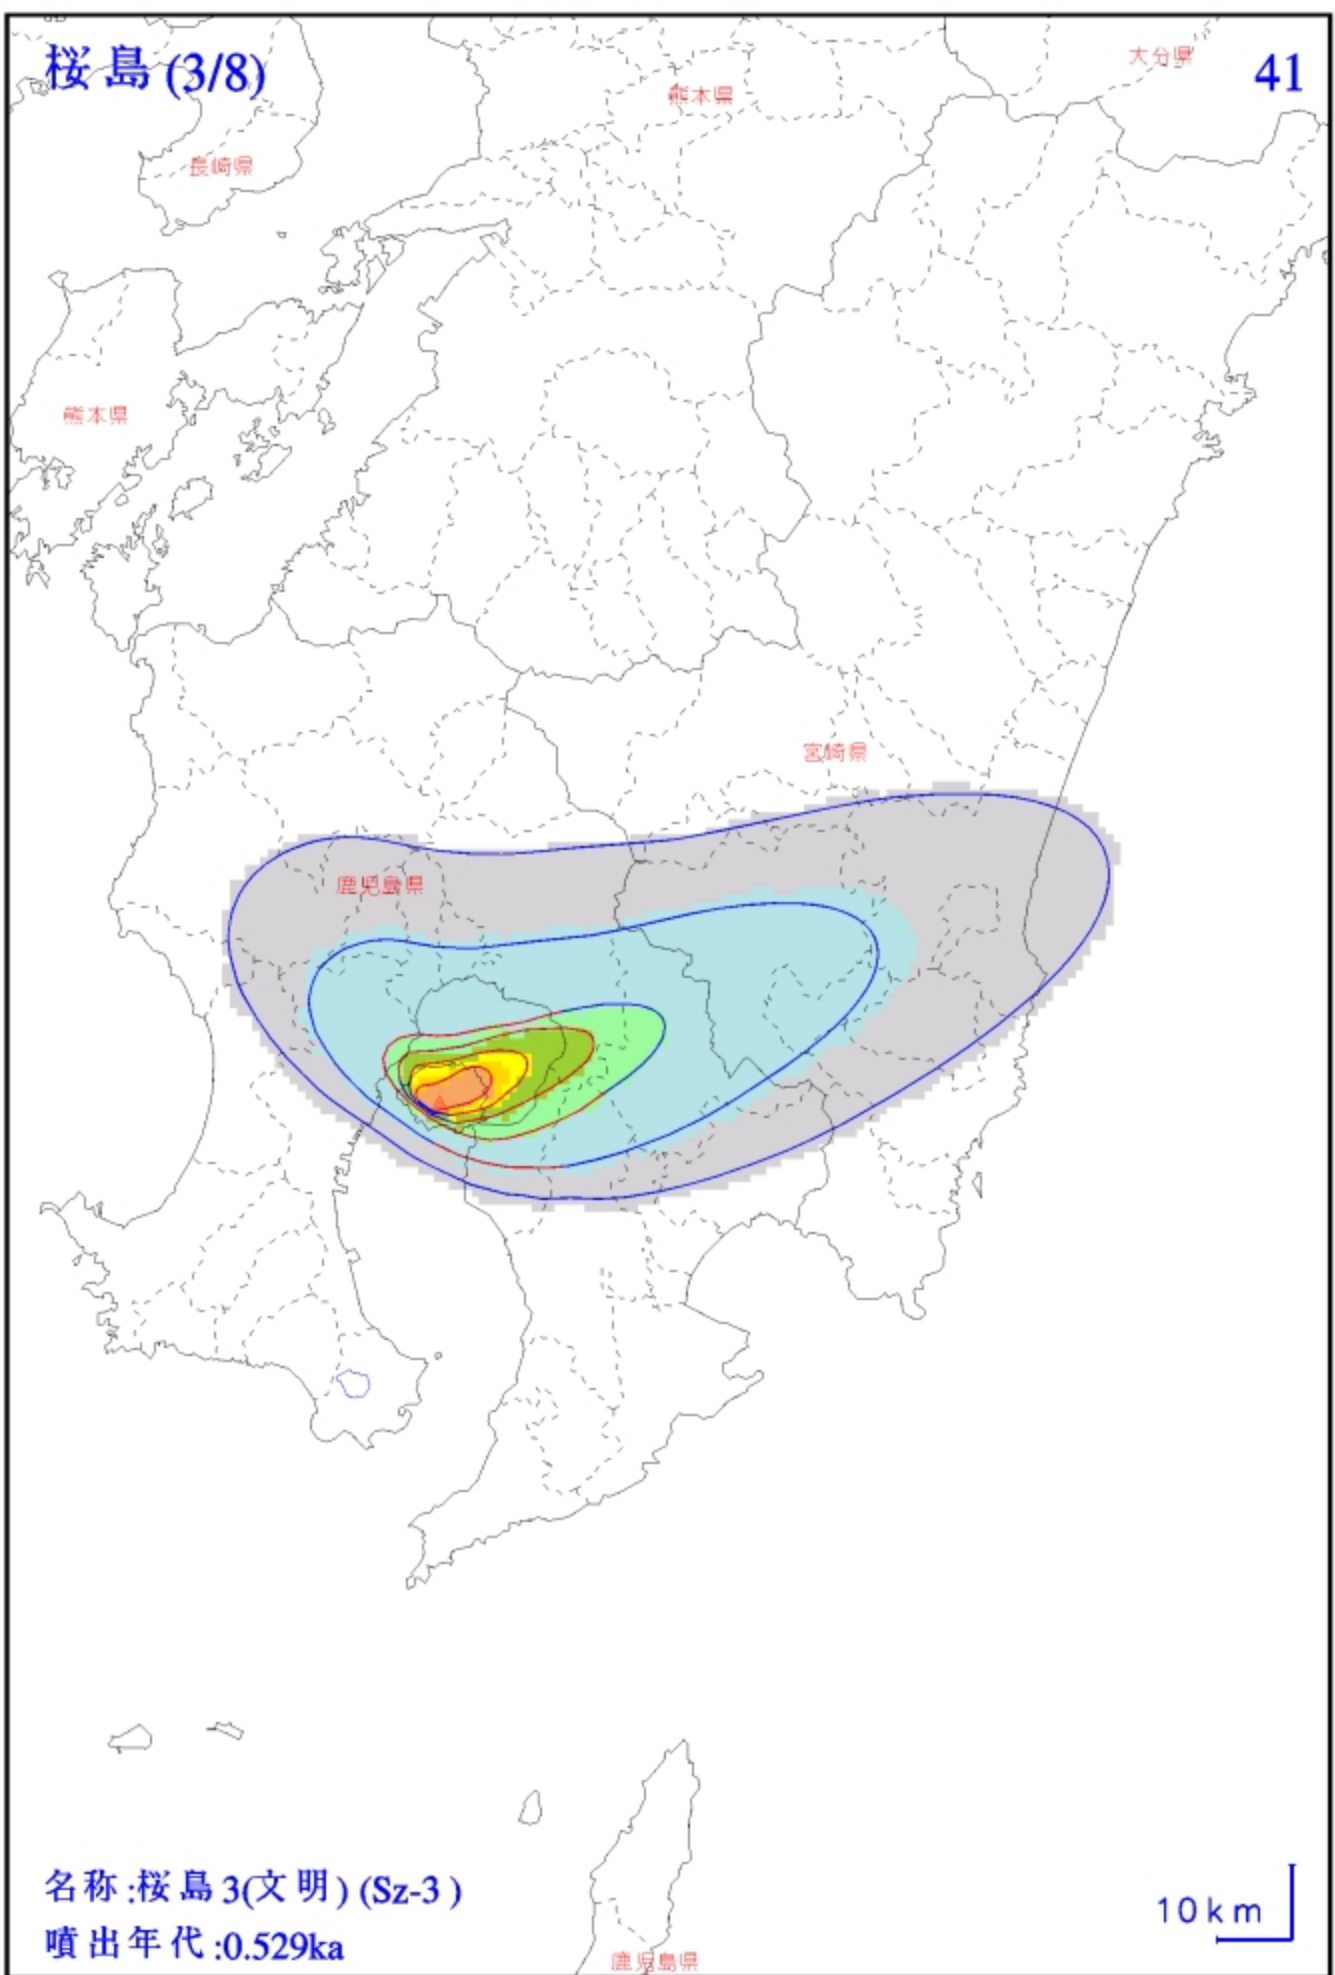 桜島(3/8)
41
大分県
熊本県
長崎県
熊本県
宮崎県
鹿児島県
名称:桜島3(文明)(Sz-3)
噴出年代:0.529ka
10km
鹿児島県